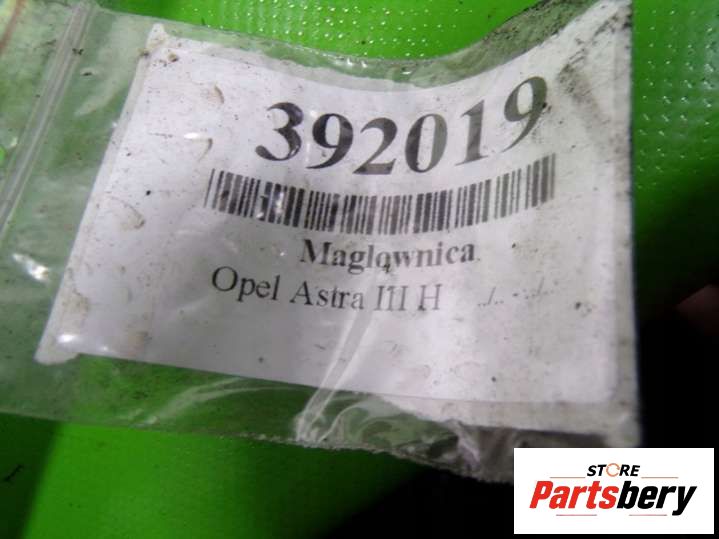 392019
Maglownica
Opel Astra III H ../.. - ../..
STORE
Partsbery